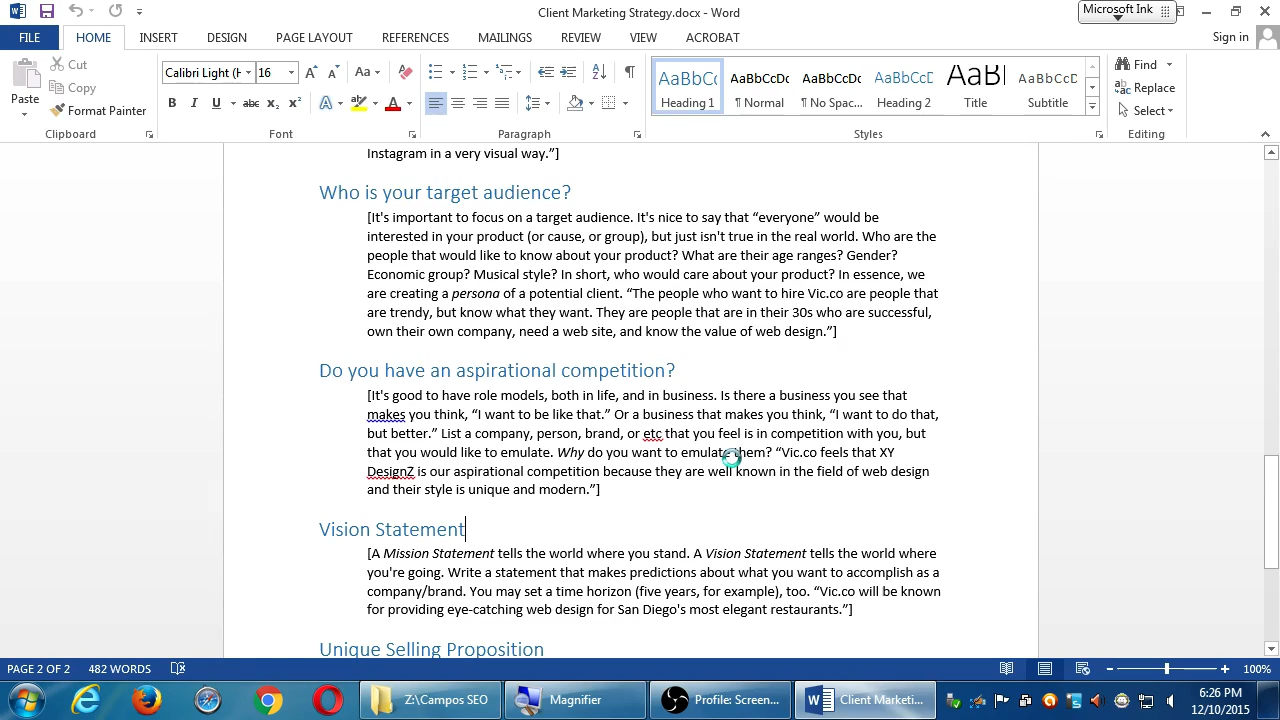 Client Marketing Strategy.docx - Word
Microsoft Ink
FILE HOME INSERT DESIGN PAGE LAYOUT REFERENCES MAILINGS REVIEW VIEW ACROBAT Sign in
Paste
Cut
Copy
Format Painter
Calibri Light (H 16
Aa
B I U abc x₂ x²
A A
AaBbCc AaBbCcDc AaBbCcDc AaBbCcD AaB AaBbCcD
Heading 1 ¶ Normal ¶ No Spac... Heading 2 Title Subtitle
Find
Replace
Select
Clipboard Font Paragraph Styles Editing
Instagram in a very visual way.”]
Who is your target audience?
[It's important to focus on a target audience. It's nice to say that “everyone” would be
interested in your product (or cause, or group), but just isn't true in the real world. Who are the
people that would like to know about your product? What are their age ranges? Gender?
Economic group? Musical style? In short, who would care about your product? In essence, we
are creating a persona of a potential client. “The people who want to hire Vic.co are people that
are trendy, but know what they want. They are people that are in their 30s who are successful,
own their own company, need a web site, and know the value of web design.”]
Do you have an aspirational competition?
[It's good to have role models, both in life, and in business. Is there a business you see that
makes you think, “I want to be like that.” Or a business that makes you think, “I want to do that,
but better.” List a company, person, brand, or etc that you feel is in competition with you, but
that you would like to emulate. Why do you want to emulate them? “Vic.co feels that XY
DesignZ is our aspirational competition because they are well known in the field of web design
and their style is unique and modern.”]
Vision Statement
[A Mission Statement tells the world where you stand. A Vision Statement tells the world where
you're going. Write a statement that makes predictions about what you want to accomplish as a
company/brand. You may set a time horizon (five years, for example), too. “Vic.co will be known
for providing eye-catching web design for San Diego's most elegant restaurants.”]
Unique Selling Proposition
PAGE 2 OF 2 482 WORDS 100%
Z:\Campos SEO Magnifier Profile: Screen... Client Marketi...
6:26 PM
12/10/2015